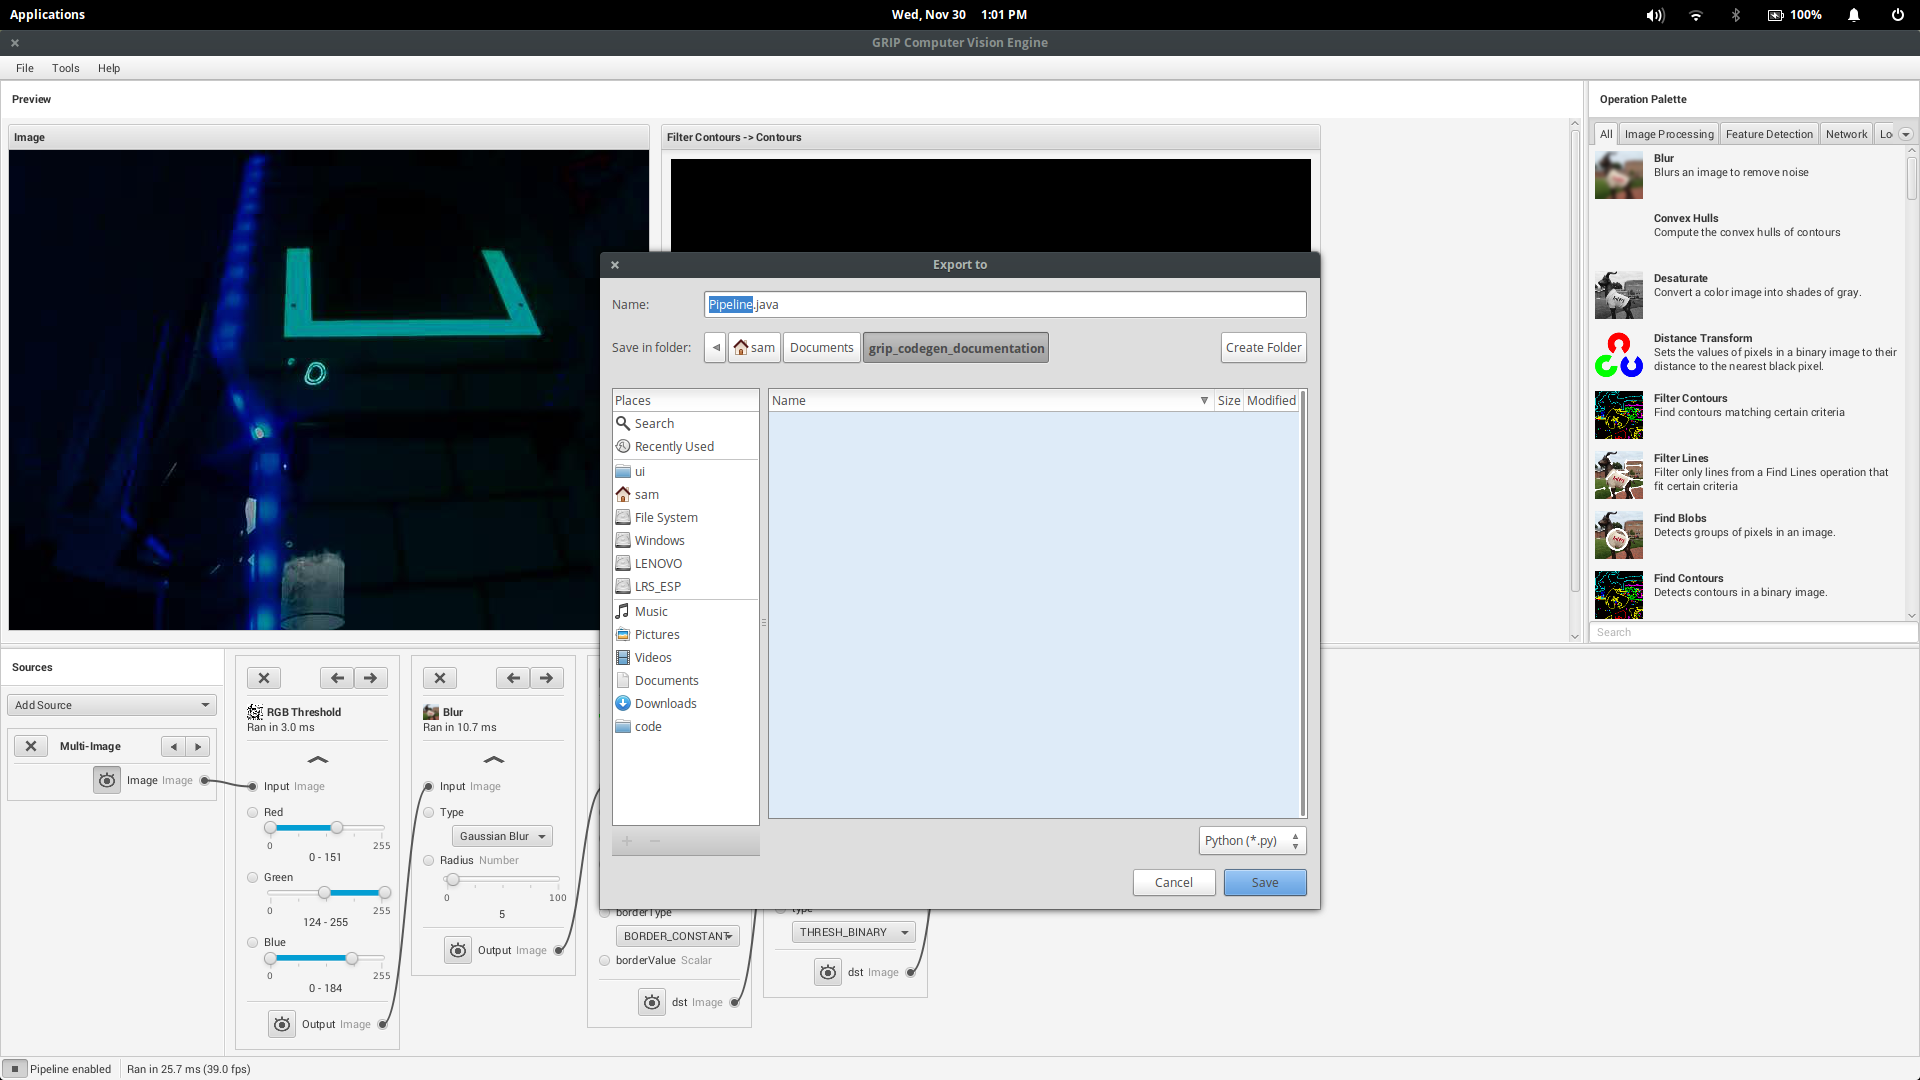 Applications
Wed, Nov 30 1:01 PM
100%
GRIP Computer Vision Engine
File Tools Help
Preview
Image
Filter Contours -> Contours
Operation Palette
All Image Processing Feature Detection Network Lo
Blur
Blurs an image to remove noise
Convex Hulls
Compute the convex hulls of contours
Desaturate
Convert a color image into shades of gray.
Distance Transform
Sets the values of pixels in a binary image to their
distance to the nearest black pixel.
Filter Contours
Find contours matching certain criteria
Filter Lines
Filter only lines from a Find Lines operation that
fit certain criteria
Find Blobs
Detects groups of pixels in an image.
Find Contours
Detects contours in a binary image.
Search
Export to
Name: Pipeline.java
Save in folder: sam Documents grip_codegen_documentation Create Folder
Places
Search
Recently Used
ui
sam
File System
Windows
LENOVO
LRS_ESP
Music
Pictures
Videos
Documents
Downloads
code
Name Size Modified
Python (*.py)
Cancel Save
Sources
Add Source
Multi-Image
Image Image
RGB Threshold
Ran in 3.0 ms
Input Image
Red
0 255
0 - 151
Green
0 255
124 - 255
Blue
0 255
0 - 184
Output Image
Blur
Ran in 10.7 ms
Input Image
Type
Gaussian Blur
Radius Number
0 100
5
Output Image
borderType
BORDER_CONSTANT
borderValue Scalar
dst Image
type
THRESH_BINARY
dst Image
Pipeline enabled Ran in 25.7 ms (39.0 fps)